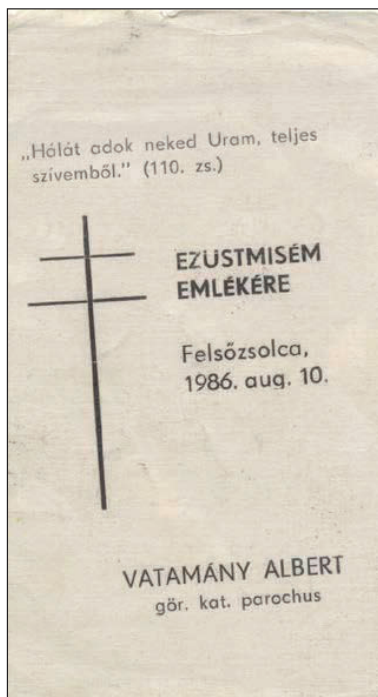 „Hálát adok neked Uram, teljes
szívemből.” (110. zs.)
EZÜSTMISÉM
EMLÉKÉRE
Felsőzsolca,
1986. aug. 10.
VATAMÁNY ALBERT
gör. kat. parochus